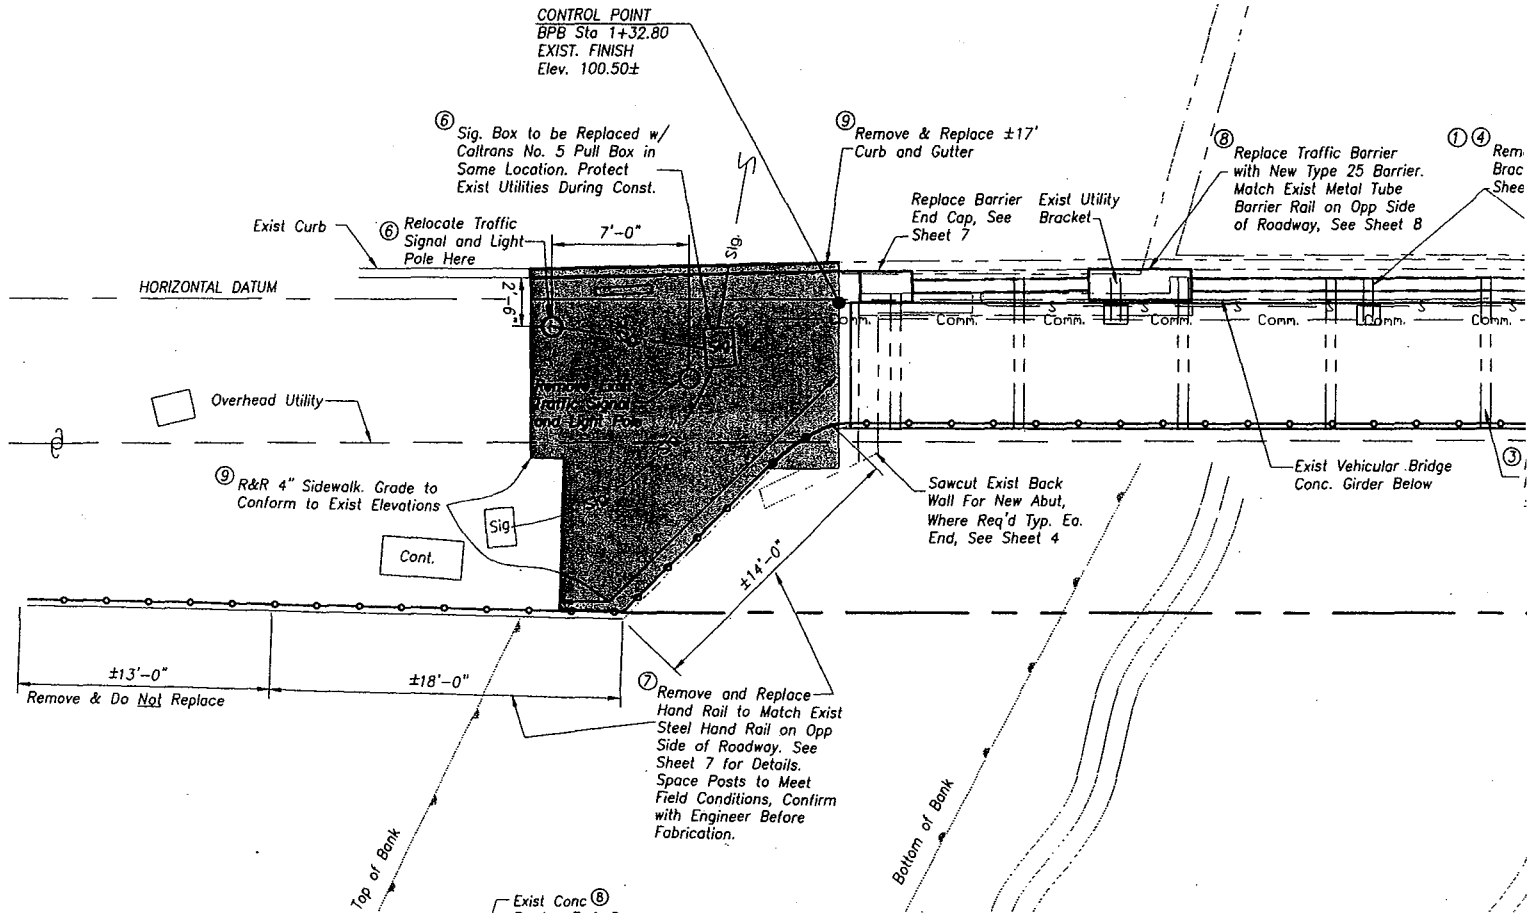 CONTROL POINT
BPB Sta 1+32.80
EXIST. FINISH
Elev. 100.50±
⑥
Sig. Box to be Replaced w/
Caltrans No. 5 Pull Box in
Same Location. Protect
Exist Utilities During Const.
⑨
Remove & Replace ±17'
Curb and Gutter
⑧
Replace Traffic Barrier
with New Type 25 Barrier.
Match Exist Metal Tube
Barrier Rail on Opp Side
of Roadway, See Sheet 8
① ④
Exist Curb
⑥ Relocate Traffic
Signal and Light
Pole Here
7'-0"
Sig.
Replace Barrier
End Cap, See
Sheet 7
Exist Utility
Bracket
HORIZONTAL DATUM
2'-6"
Comm. Comm. Comm. Comm. Comm. Comm. Comm.
S S S S S
Overhead Utility
Remove Exist
Traffic Signal
and Light Pole
⑨ R&R 4" Sidewalk. Grade to
Conform to Exist Elevations
Sig
Cont.
Sawcut Exist Back
Wall For New Abut,
Where Req'd Typ. Ea.
End, See Sheet 4
Exist Vehicular Bridge
Conc. Girder Below
③
±14'-0"
±13'-0"
Remove & Do Not Replace
±18'-0"
⑦
Remove and Replace
Hand Rail to Match Exist
Steel Hand Rail on Opp
Side of Roadway. See
Sheet 7 for Details.
Space Posts to Meet
Field Conditions, Confirm
with Engineer Before
Fabrication.
Top of Bank
Bottom of Bank
Exist Conc ⑧